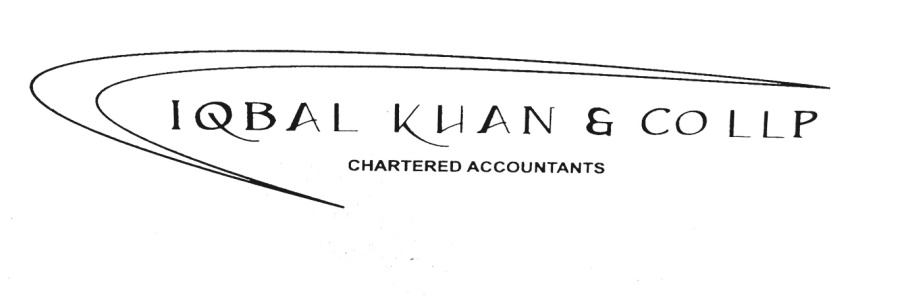 IQBAL KHAN & CO LLP
CHARTERED ACCOUNTANTS